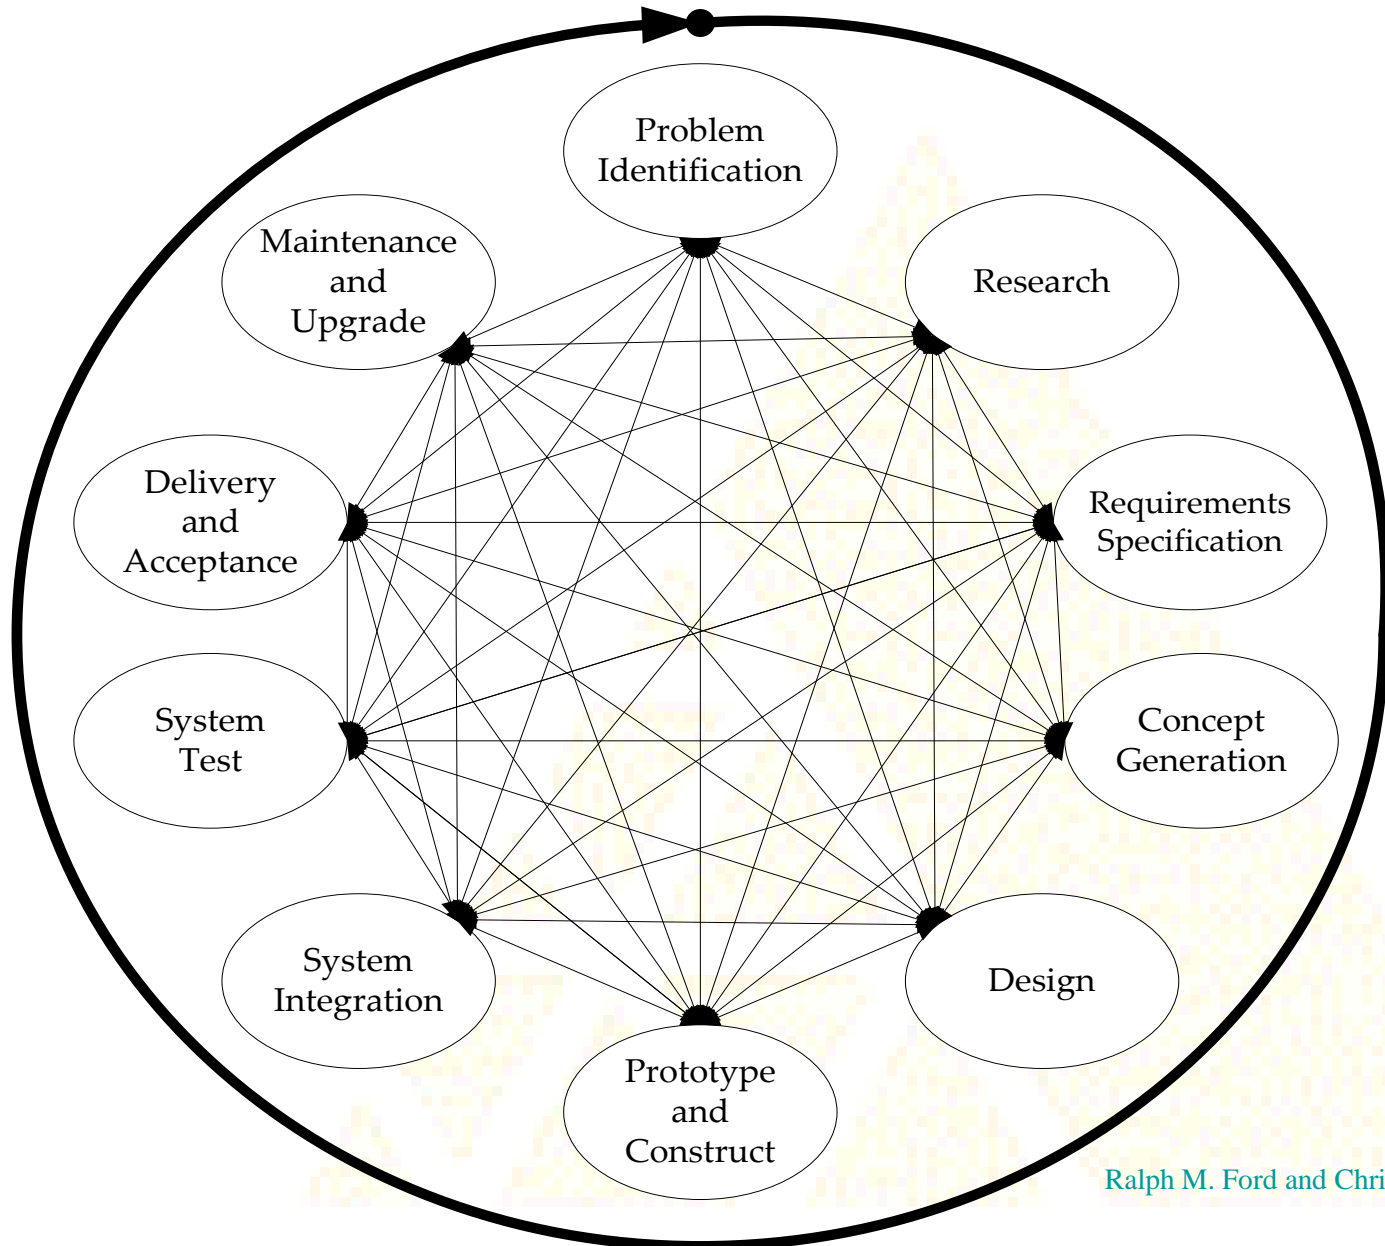 Problem
Identification
Research
Requirements
Specification
Concept
Generation
Design
Prototype
and
Construct
System
Integration
System
Test
Delivery
and
Acceptance
Maintenance
and
Upgrade
Ralph M. Ford and Chri